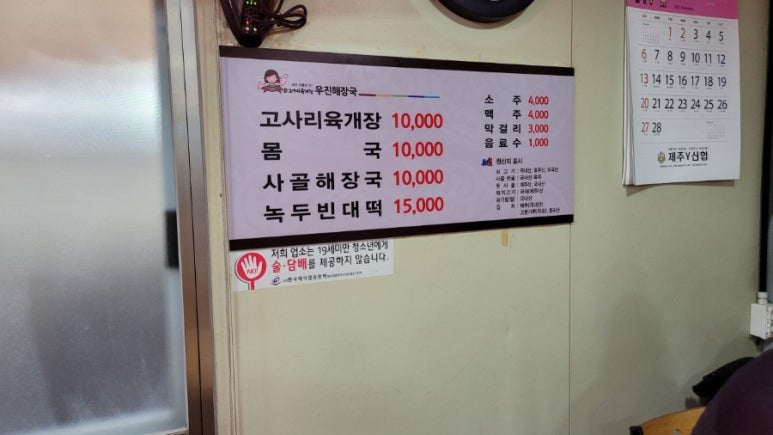 우진해장국
고사리육개장 10,000
몸 국 10,000
사골해장국 10,000
녹두빈대떡 15,000
소 주 4,000
맥 주 4,000
막걸리 3,000
음료수 1,000
원산지 표시
저희 업소는 19세미만 청소년에게
NO!
술·담배를 제공하지 않습니다.
1 2 3 4 5
6 7 8 9 10 11 12
13 14 15 16 17 18 19
20 21 22 23 24 25 26
27 28
제주Y신협